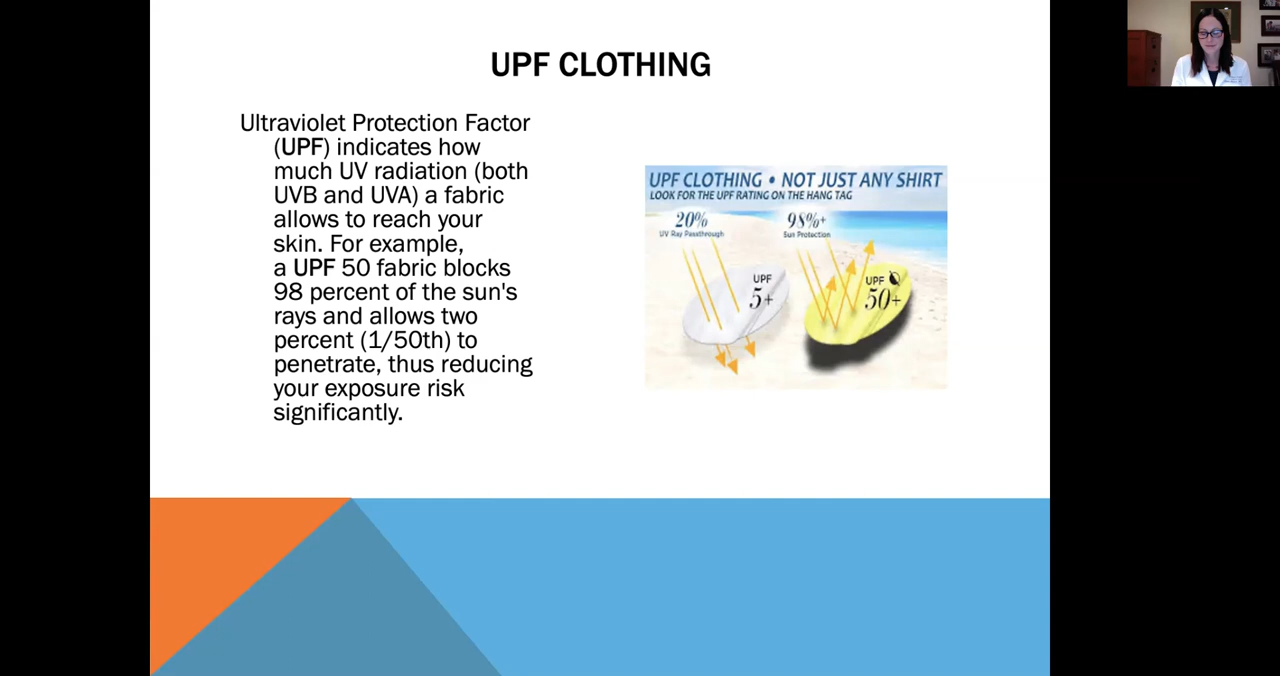 UPF CLOTHING
Ultraviolet Protection Factor
(UPF) indicates how
much UV radiation (both
UVB and UVA) a fabric
allows to reach your
skin. For example,
a UPF 50 fabric blocks
98 percent of the sun's
rays and allows two
percent (1/50th) to
penetrate, thus reducing
your exposure risk
significantly.
UPF CLOTHING • NOT JUST ANY SHIRT
LOOK FOR THE UPF RATING ON THE HANG TAG
20%
UV Ray Passthrough
98%+
Sun Protection
UPF
5+
UPF
50+